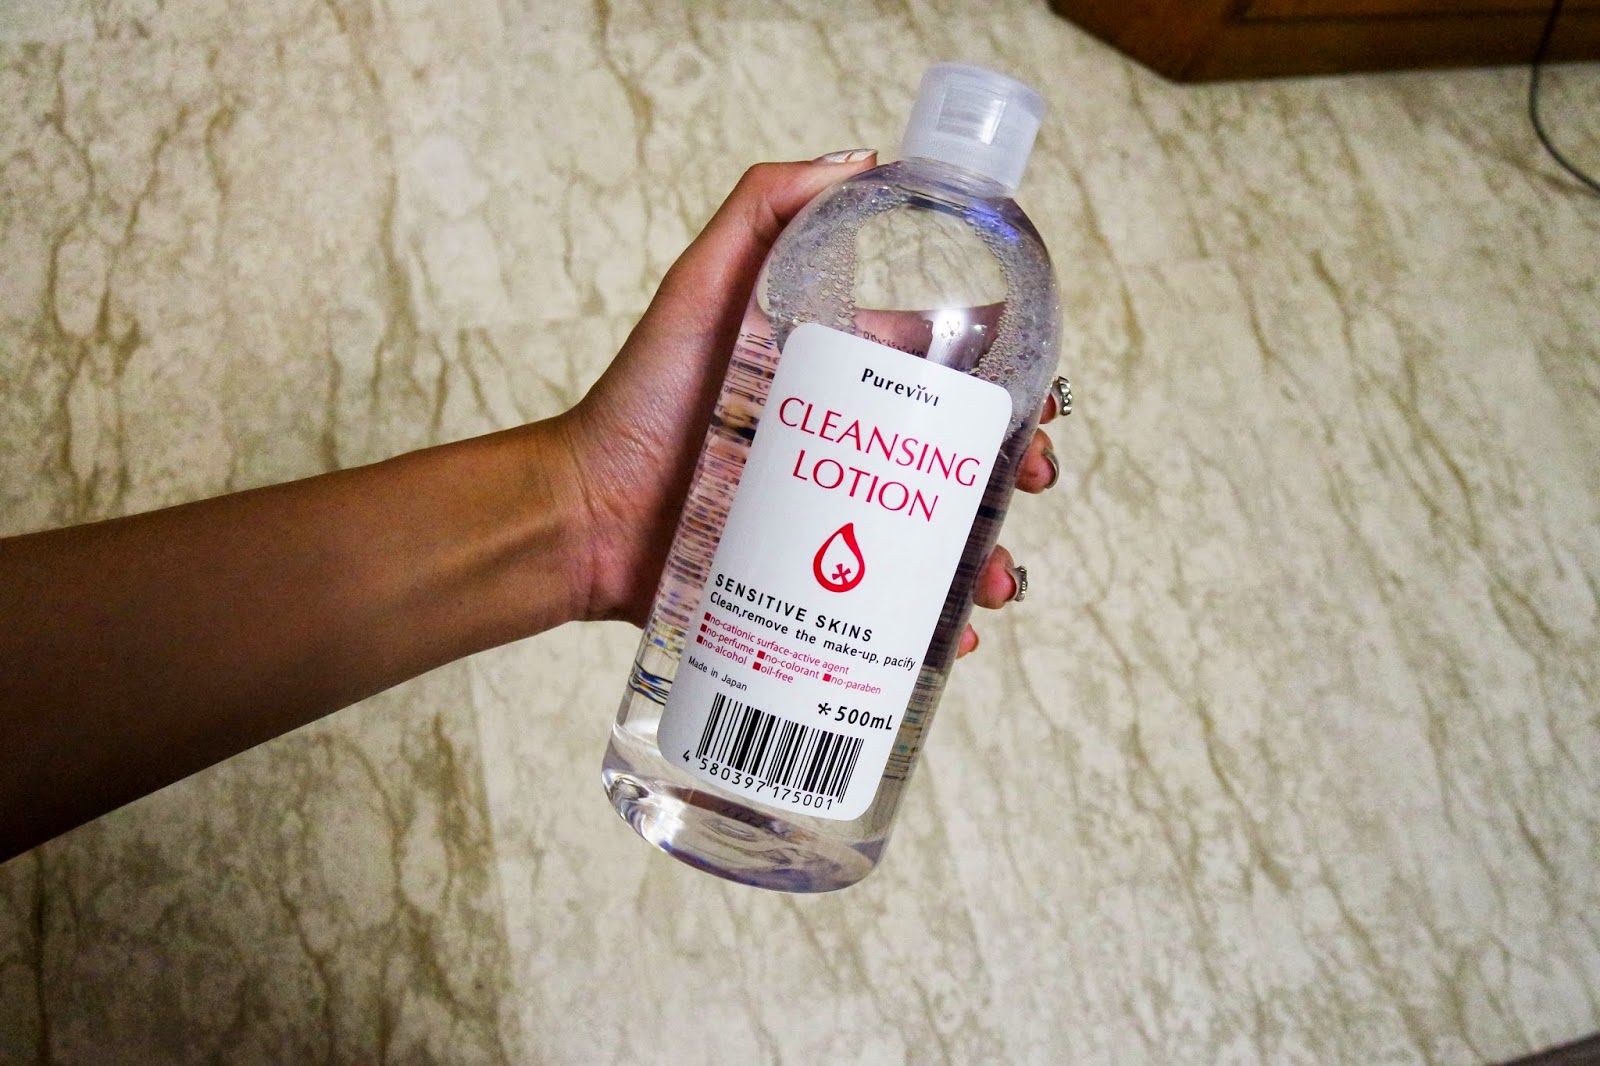 Purevivi
CLEANSING
LOTION
SENSITIVE SKINS
Clean,remove the make-up, pacify
■no-cationic surface-active agent
■no-perfume ■no-colorant ■no-paraben
■no-alcohol ■oil-free
Made in Japan
*500mL
4 580397 175001